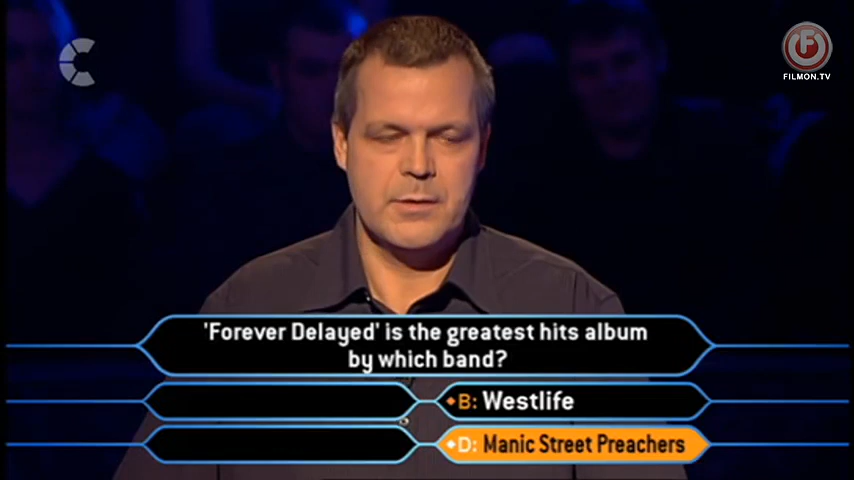 FILMON.TV
'Forever Delayed' is the greatest hits album
by which band?
B: Westlife
D: Manic Street Preachers